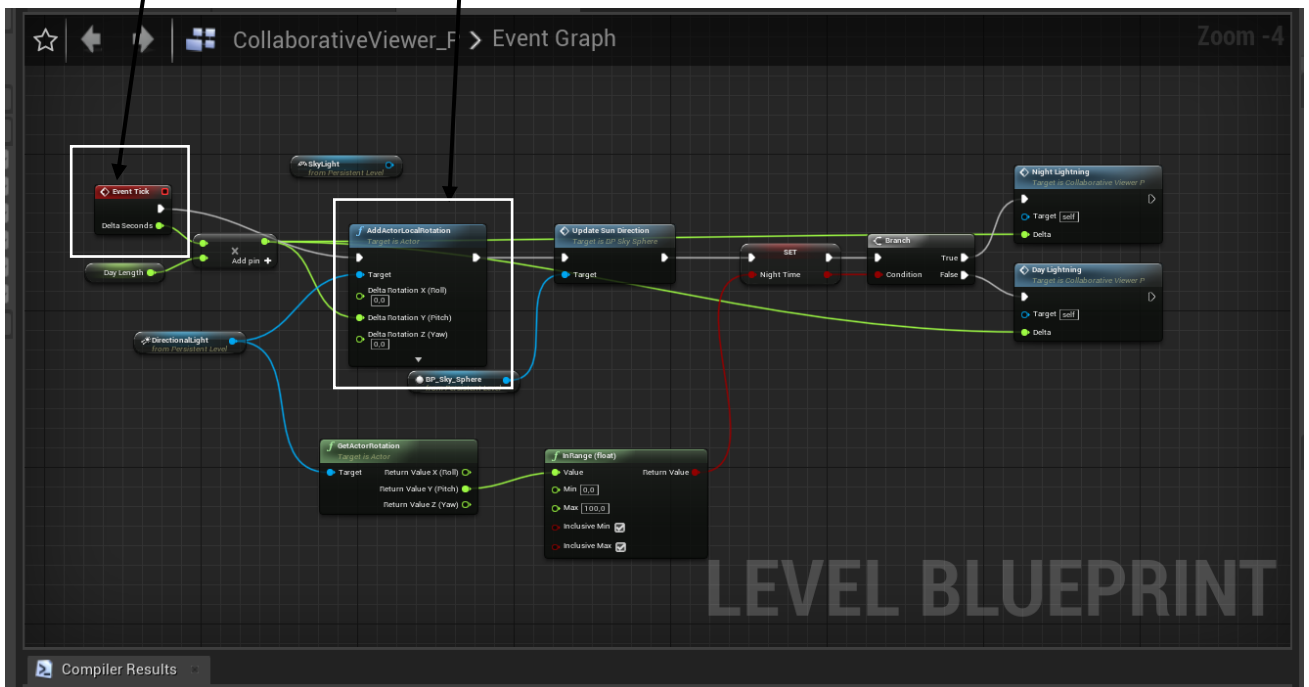 CollaborativeViewer_P > Event Graph
Zoom -4
SkyLight
from Persistent Level
Event Tick
Delta Seconds
Add pin +
Day Length
DirectionalLight
from Persistent Level
AddActorLocalRotation
Target is Actor
Target
Delta Rotation X (Roll)
0,0
Delta Rotation Y (Pitch)
Delta Rotation Z (Yaw)
0,0
BP_Sky_Sphere
Update Sun Direction
Target is BP Sky Sphere
Target
SET
Night Time
Branch
True
Condition False
Night Lightning
Target is Collaborative Viewer P
Target self
Delta
Day Lightning
Target is Collaborative Viewer P
Target self
Delta
GetActorRotation
Target is Actor
Target Return Value X (Roll)
Return Value Y (Pitch)
Return Value Z (Yaw)
InRange (float)
Value Return Value
Min 0,0
Max 100,0
Inclusive Min
Inclusive Max
LEVEL BLUEPRINT
Compiler Results